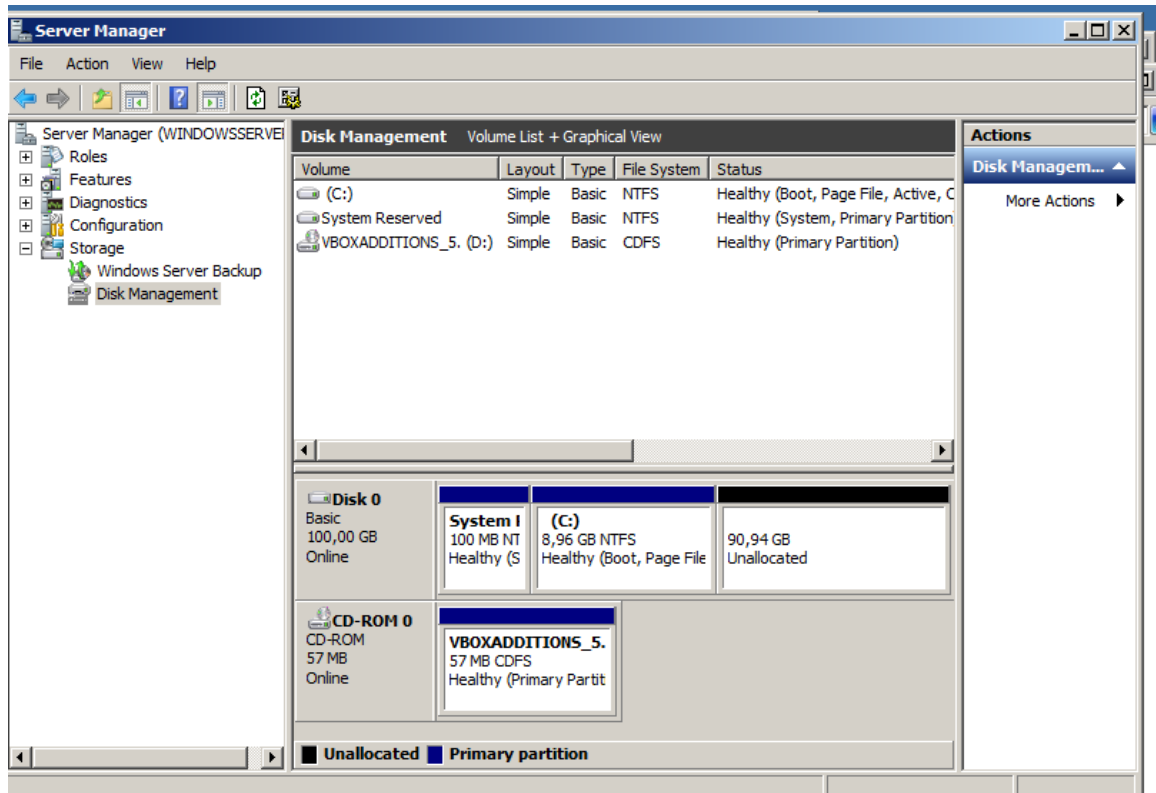 Server Manager
File Action View Help
Server Manager (WINDOWSSERVE
Roles
Features
Diagnostics
Configuration
Storage
Windows Server Backup
Disk Management
Disk Management Volume List + Graphical View
Volume Layout Type File System Status
(C:) Simple Basic NTFS Healthy (Boot, Page File, Active, C
System Reserved Simple Basic NTFS Healthy (System, Primary Partition
VBOXADDITIONS_5. (D:) Simple Basic CDFS Healthy (Primary Partition)
Disk 0
Basic
100,00 GB
Online
System I
100 MB NT
Healthy (S
(C:)
8,96 GB NTFS
Healthy (Boot, Page File
90,94 GB
Unallocated
CD-ROM 0
CD-ROM
57 MB
Online
VBOXADDITIONS_5.
57 MB CDFS
Healthy (Primary Partit
Unallocated Primary partition
Actions
Disk Managem...
More Actions